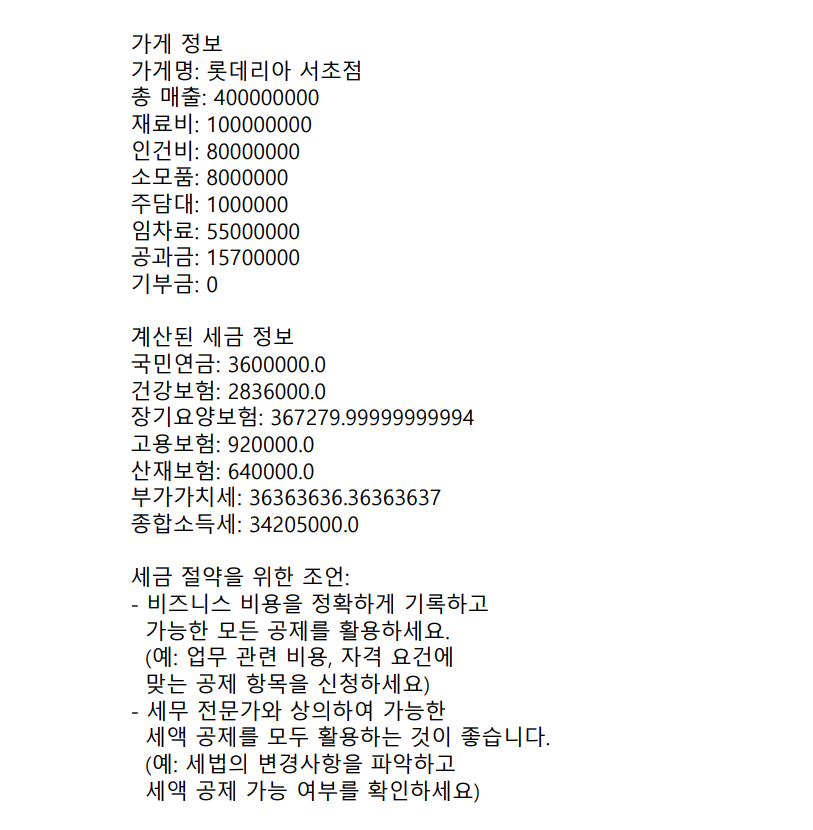 가게 정보
가게명: 롯데리아 서초점
총 매출: 400000000
재료비: 100000000
인건비: 80000000
소모품: 8000000
주담대: 1000000
임차료: 55000000
공과금: 15700000
기부금: 0
계산된 세금 정보
국민연금: 3600000.0
건강보험: 2836000.0
장기요양보험: 367279.99999999994
고용보험: 920000.0
산재보험: 640000.0
부가가치세: 36363636.36363637
종합소득세: 34205000.0
세금 절약을 위한 조언:
- 비즈니스 비용을 정확하게 기록하고
가능한 모든 공제를 활용하세요.
(예: 업무 관련 비용, 자격 요건에
맞는 공제 항목을 신청하세요)
- 세무 전문가와 상의하여 가능한
세액 공제를 모두 활용하는 것이 좋습니다.
(예: 세법의 변경사항을 파악하고
세액 공제 가능 여부를 확인하세요)